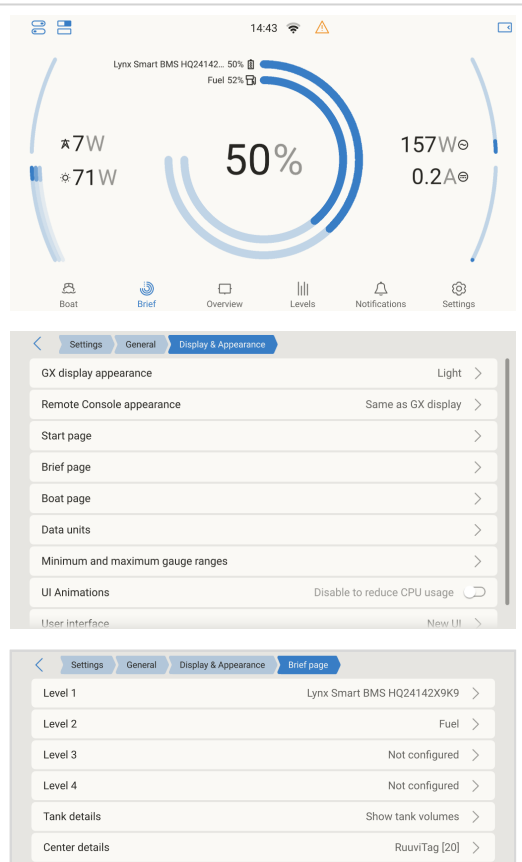 14:43
Lynx Smart BMS HQ24142... 50%
Fuel 52%
7W
71W
50%
157W
0.2A
Boat Brief Overview Levels Notifications Settings
Settings General Display & Appearance
GX display appearance Light
Remote Console appearance Same as GX display
Start page
Brief page
Boat page
Data units
Minimum and maximum gauge ranges
UI Animations Disable to reduce CPU usage
User interface New UI
Settings General Display & Appearance Brief page
Level 1 Lynx Smart BMS HQ24142X9K9
Level 2 Fuel
Level 3 Not configured
Level 4 Not configured
Tank details Show tank volumes
Center details RuuviTag [20]